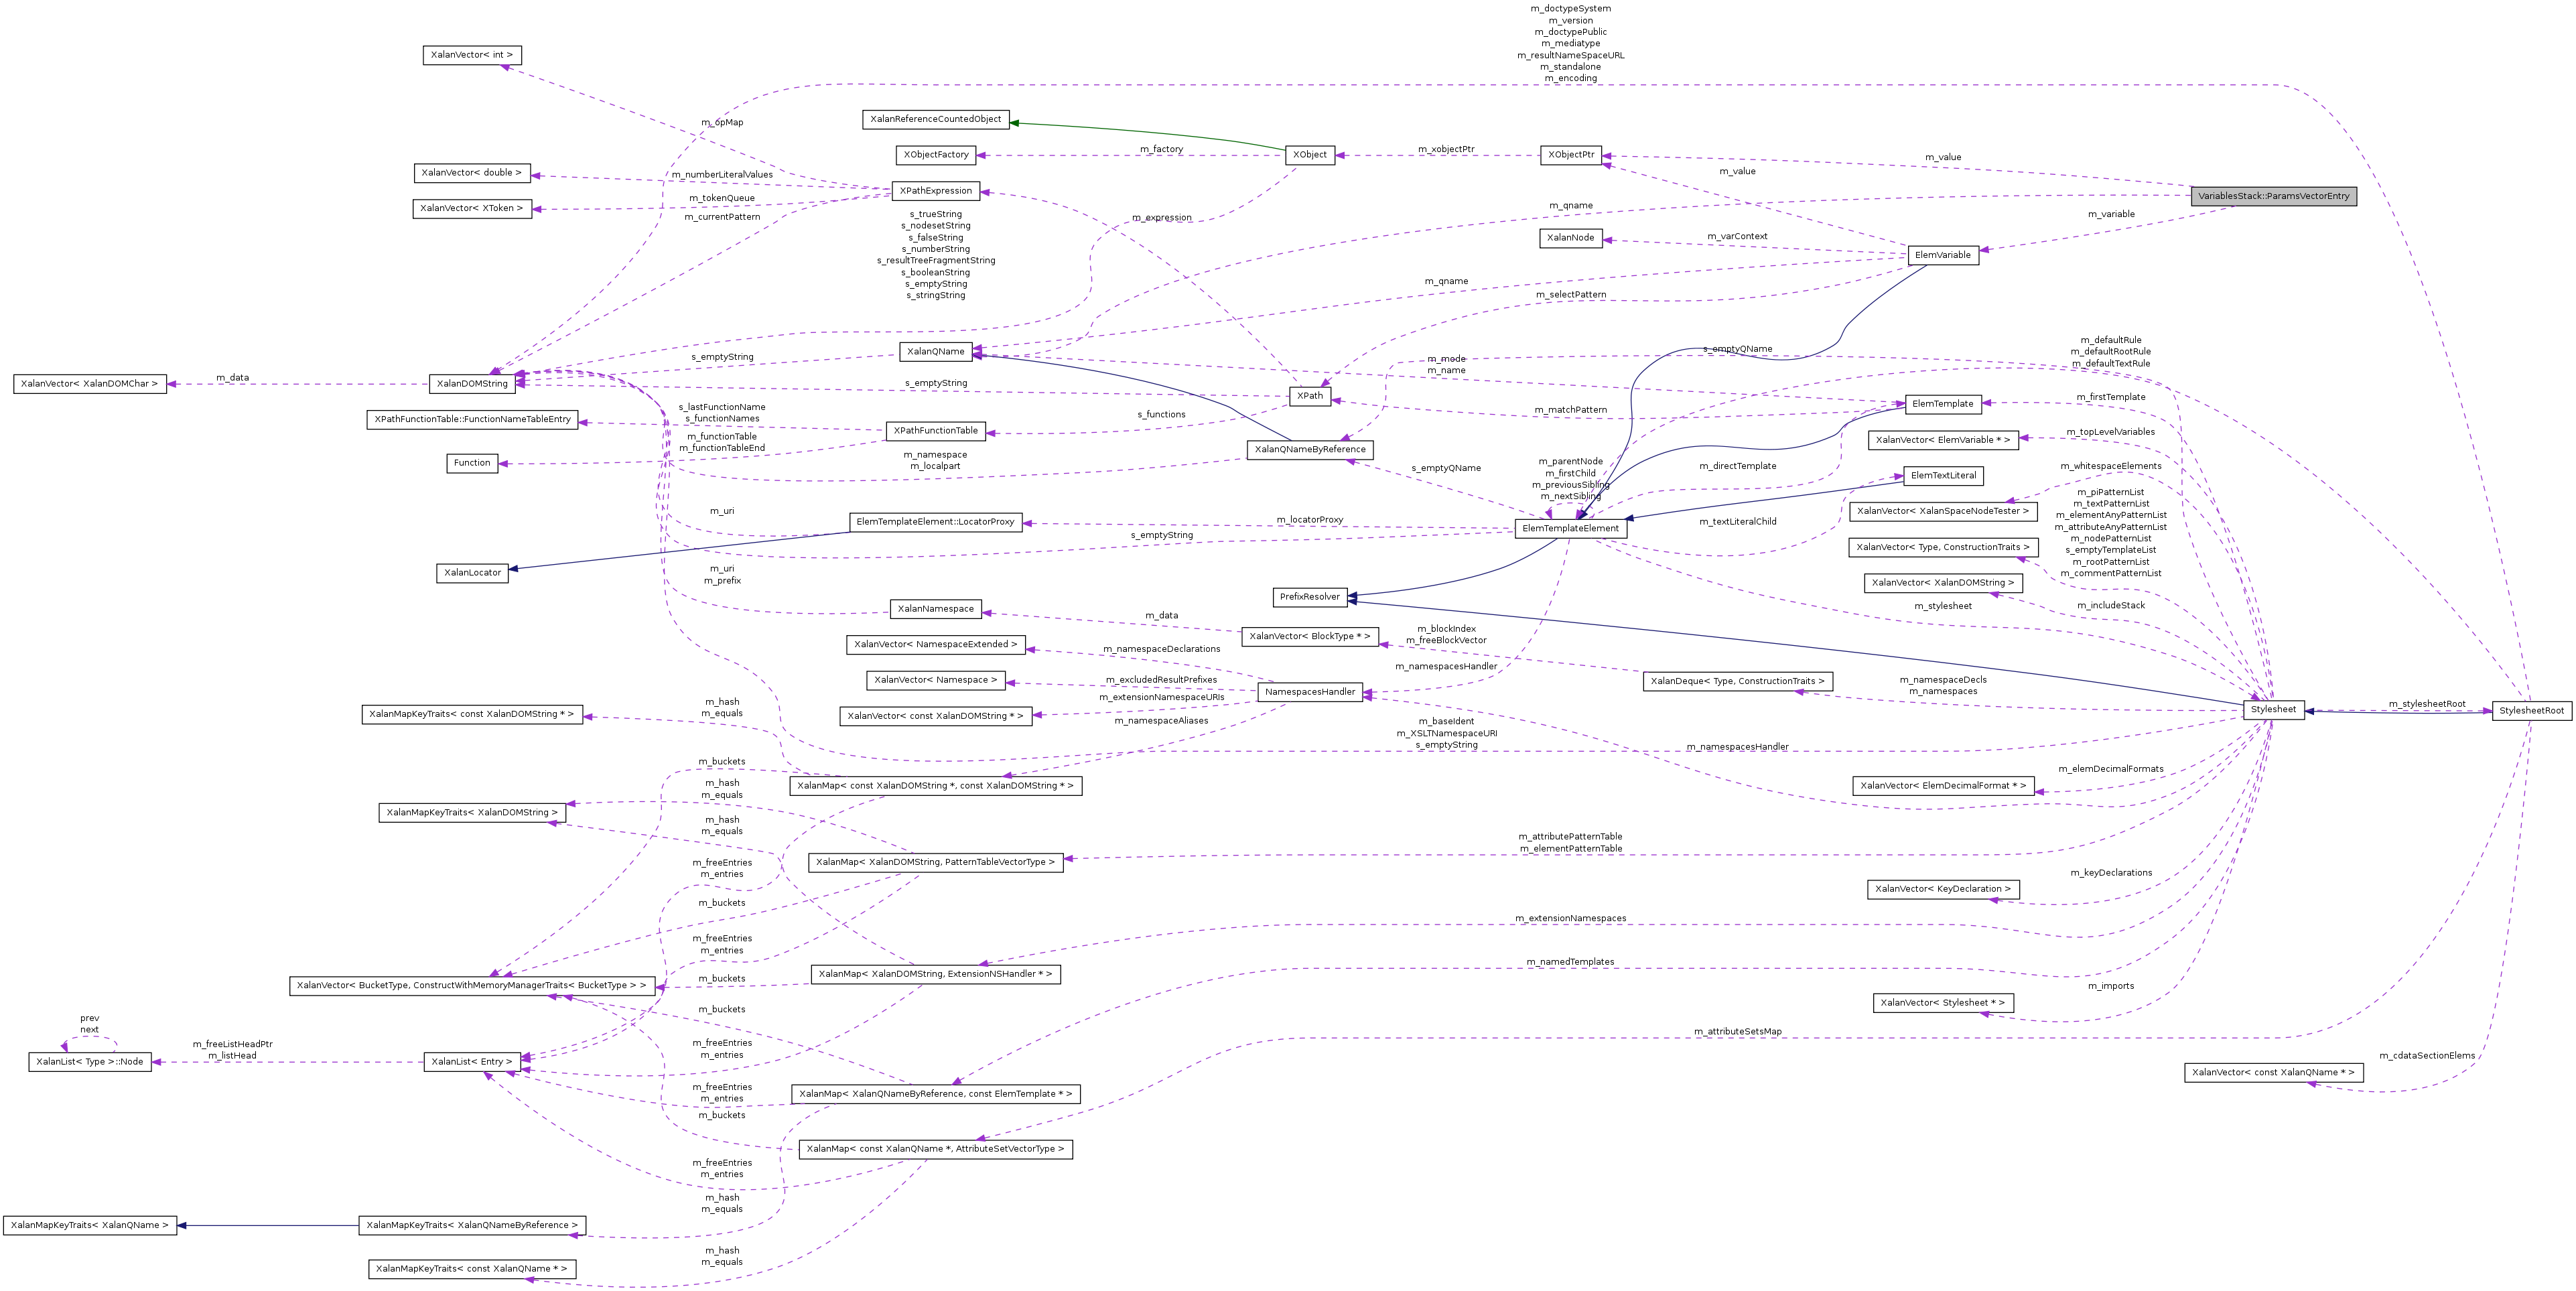 m_doctypeSystem
m_version
m_doctypePublic
m_mediatype
m_resultNameSpaceURL
m_standalone
m_encoding
XalanVector< int >
m_opMap
XalanReferenceCountedObject
XObjectFactory
m_factory
XObject
m_xobjectPtr
XObjectPtr
m_value
m_value
XalanVector< double >
m_numberLiteralValues
XPathExpression
VariablesStack::ParamsVectorEntry
XalanVector< XToken >
m_tokenQueue
m_currentPattern
s_trueString
s_nodesetString
s_falseString
s_numberString
s_resultTreeFragmentString
s_booleanString
s_emptyString
s_stringString
m_expression
m_qname
m_variable
XalanNode
m_varContext
ElemVariable
m_qname
m_selectPattern
XalanQName
s_emptyString
m_mode
m_name
s_emptyQName
m_defaultRule
m_defaultRootRule
m_defaultTextRule
XalanVector< XalanDOMChar >
m_data
XalanDOMString
s_emptyString
XPath
m_matchPattern
ElemTemplate
m_firstTemplate
XPathFunctionTable::FunctionNameTableEntry
s_lastFunctionName
s_functionNames
XPathFunctionTable
s_functions
m_functionTable
m_functionTableEnd
Function
m_namespace
m_localpart
XalanQNameByReference
s_emptyQName
XalanVector< ElemVariable * >
m_topLevelVariables
m_parentNode
m_firstChild
m_previousSibling
m_nextSibling
m_directTemplate
ElemTextLiteral
m_whitespaceElements
XalanVector< XalanSpaceNodeTester >
m_uri
ElemTemplateElement::LocatorProxy
m_locatorProxy
ElemTemplateElement
m_textLiteralChild
s_emptyString
m_piPatternList
m_textPatternList
m_elementAnyPatternList
m_attributeAnyPatternList
m_nodePatternList
s_emptyTemplateList
m_rootPatternList
m_commentPatternList
XalanVector< Type, ConstructionTraits >
XalanLocator
m_uri
m_prefix
XalanVector< XalanDOMString >
PrefixResolver
XalanNamespace
m_data
m_stylesheet
m_includeStack
XalanVector< BlockType * >
m_blockIndex
m_freeBlockVector
XalanVector< NamespaceExtended >
m_namespaceDeclarations
m_namespacesHandler
XalanVector< Namespace >
m_excludedResultPrefixes
NamespacesHandler
XalanDeque< Type, ConstructionTraits >
m_namespaceDecls
m_namespaces
m_extensionNamespaceURIs
XalanVector< const XalanDOMString * >
m_namespaceAliases
XalanMapKeyTraits< const XalanDOMString * >
m_hash
m_equals
Stylesheet
m_stylesheetRoot
StylesheetRoot
m_baseIdent
m_XSLTNamespaceURI
s_emptyString
m_namespacesHandler
m_buckets
XalanMap< const XalanDOMString *, const XalanDOMString * >
XalanVector< ElemDecimalFormat * >
m_elemDecimalFormats
m_hash
m_equals
XalanMapKeyTraits< XalanDOMString >
m_hash
m_equals
m_attributePatternTable
m_elementPatternTable
XalanMap< XalanDOMString, PatternTableVectorType >
m_freeEntries
m_entries
XalanVector< KeyDeclaration >
m_keyDeclarations
m_buckets
m_extensionNamespaces
m_freeEntries
m_entries
XalanMap< XalanDOMString, ExtensionNSHandler * >
m_namedTemplates
XalanVector< BucketType, ConstructWithMemoryManagerTraits< BucketType > >
m_buckets
m_imports
XalanVector< Stylesheet * >
m_buckets
m_attributeSetsMap
prev
next
m_freeListHeadPtr
m_listHead
XalanList< Type >::Node
XalanList< Entry >
m_freeEntries
m_entries
m_cdataSectionElems
XalanVector< const XalanQName * >
m_freeEntries
m_entries
XalanMap< XalanQNameByReference, const ElemTemplate * >
m_buckets
XalanMap< const XalanQName *, AttributeSetVectorType >
m_freeEntries
m_entries
m_hash
m_equals
XalanMapKeyTraits< XalanQName >
XalanMapKeyTraits< XalanQNameByReference >
m_hash
m_equals
XalanMapKeyTraits< const XalanQName * >